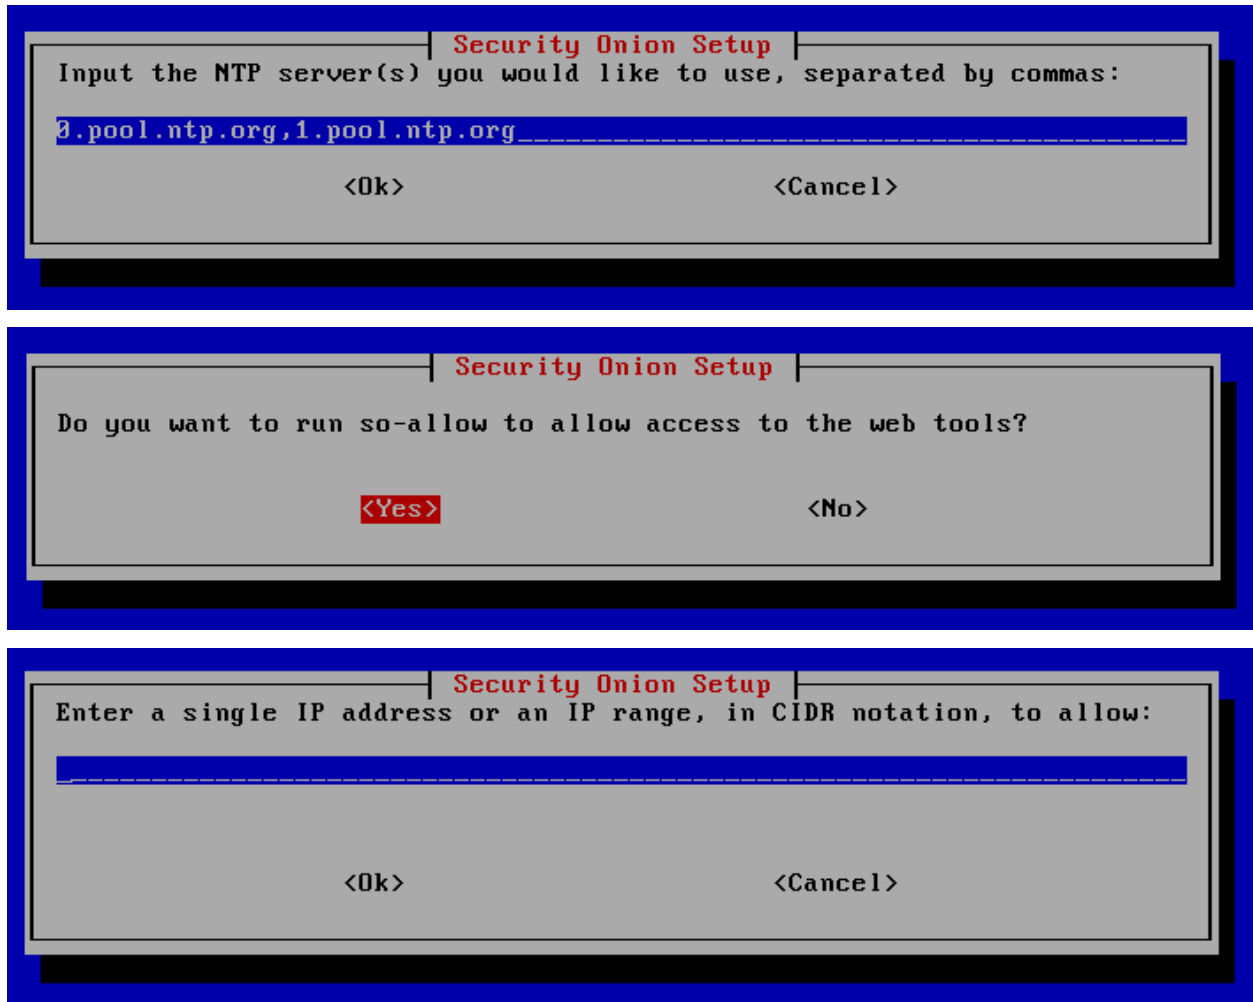 Security Onion Setup
Input the NTP server(s) you would like to use, separated by commas:
0.pool.ntp.org,1.pool.ntp.org
<Ok> <Cancel>
Security Onion Setup
Do you want to run so-allow to allow access to the web tools?
<Yes> <No>
Security Onion Setup
Enter a single IP address or an IP range, in CIDR notation, to allow:
<Ok> <Cancel>